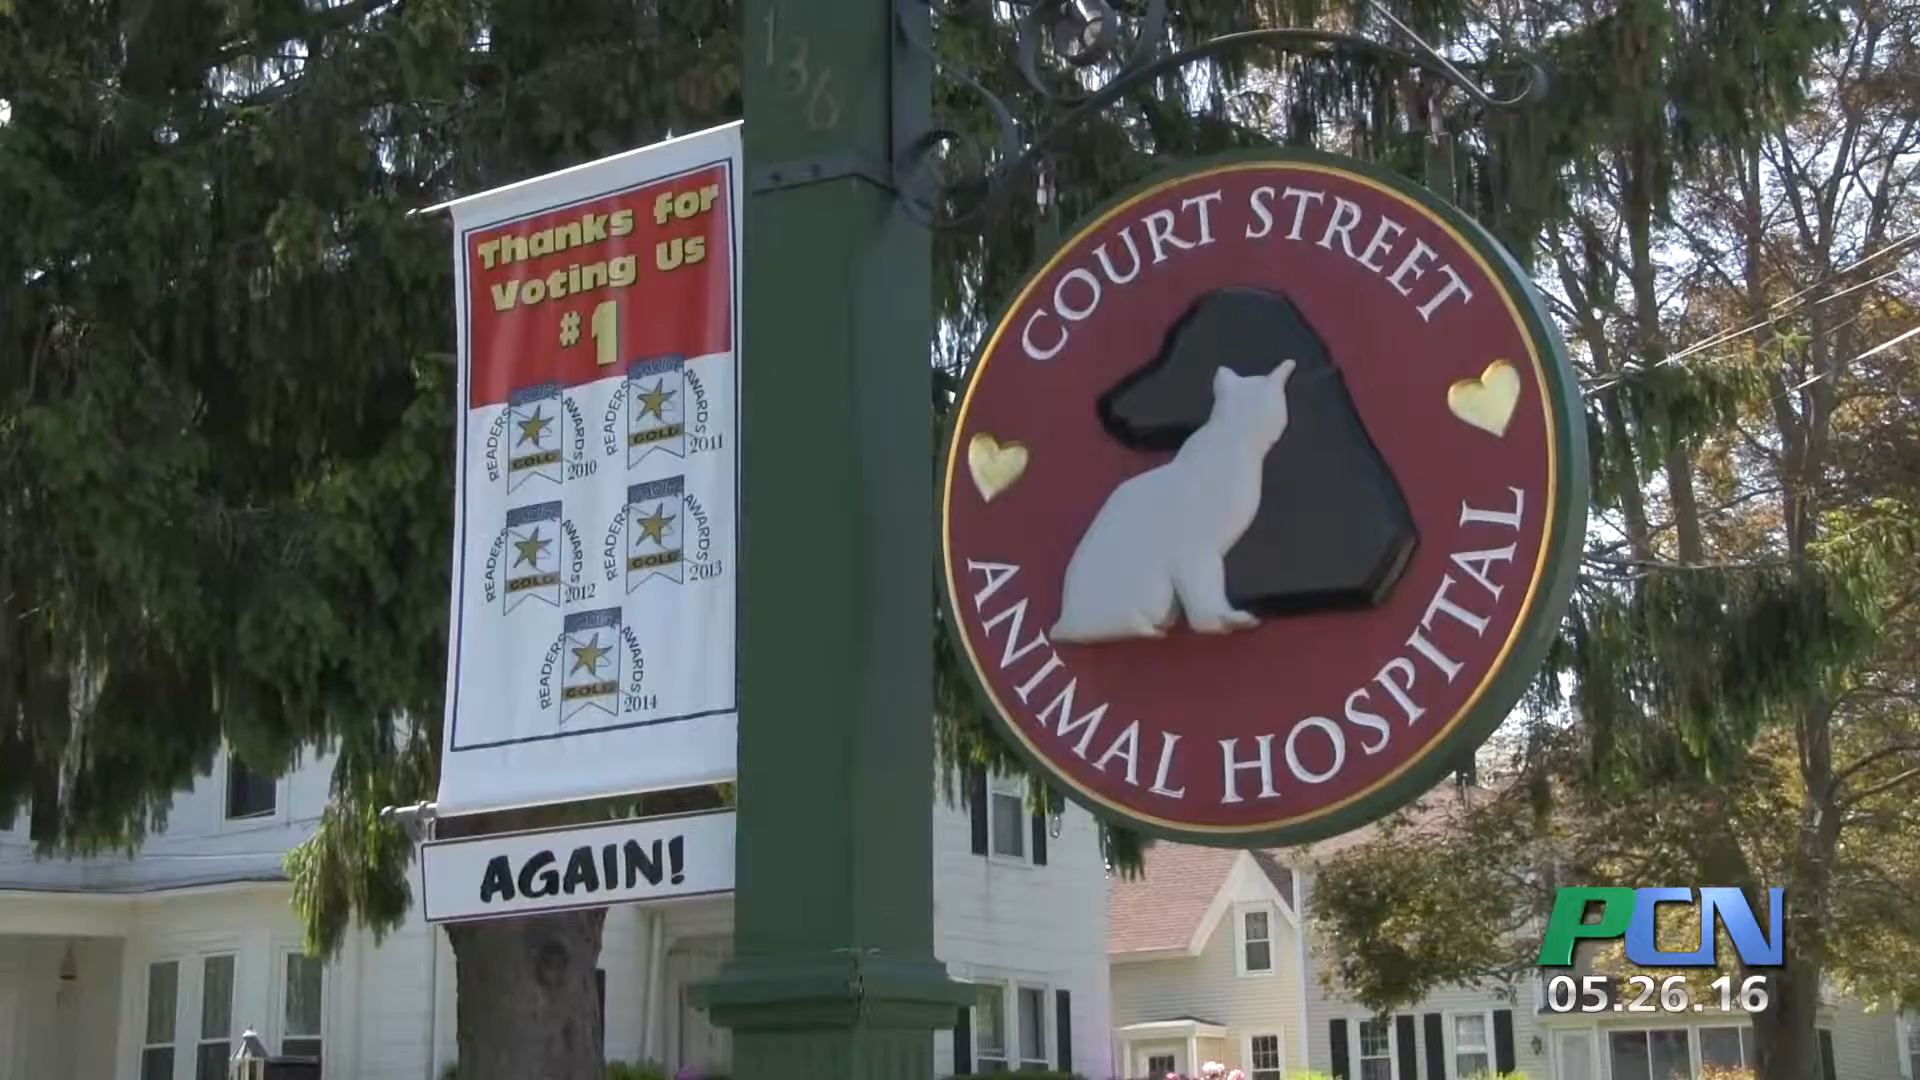 136
Thanks for
Voting Us
#1
READERS AWARDS
GOLD
2010
READERS AWARDS
GOLD
2011
READERS AWARDS
GOLD
2012
READERS AWARDS
GOLD
2013
READERS AWARDS
GOLD
2014
AGAIN!
COURT STREET
ANIMAL HOSPITAL
PCN
05.26.16